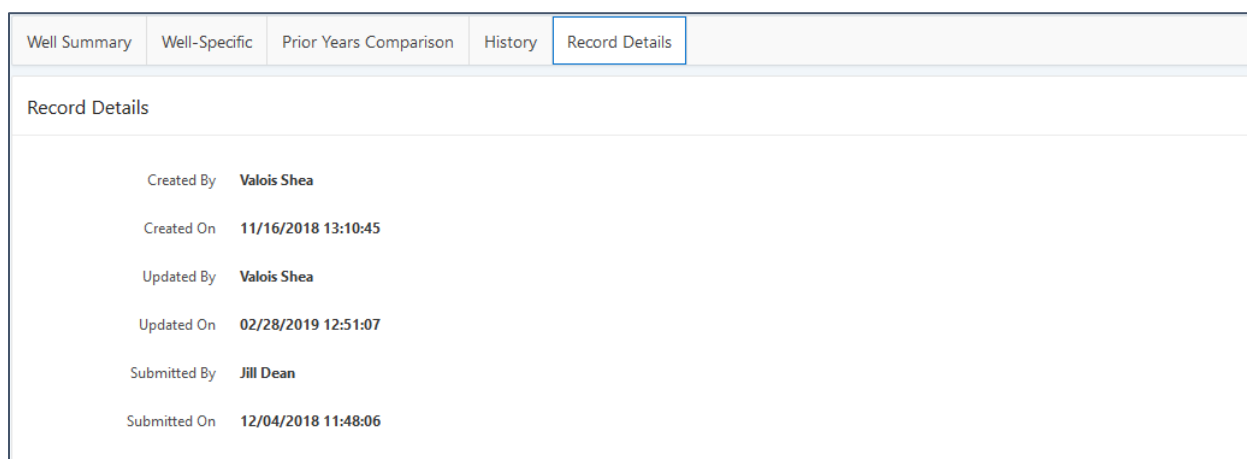 Well Summary Well-Specific Prior Years Comparison History Record Details
Record Details
Created By Valois Shea
Created On 11/16/2018 13:10:45
Updated By Valois Shea
Updated On 02/28/2019 12:51:07
Submitted By Jill Dean
Submitted On 12/04/2018 11:48:06